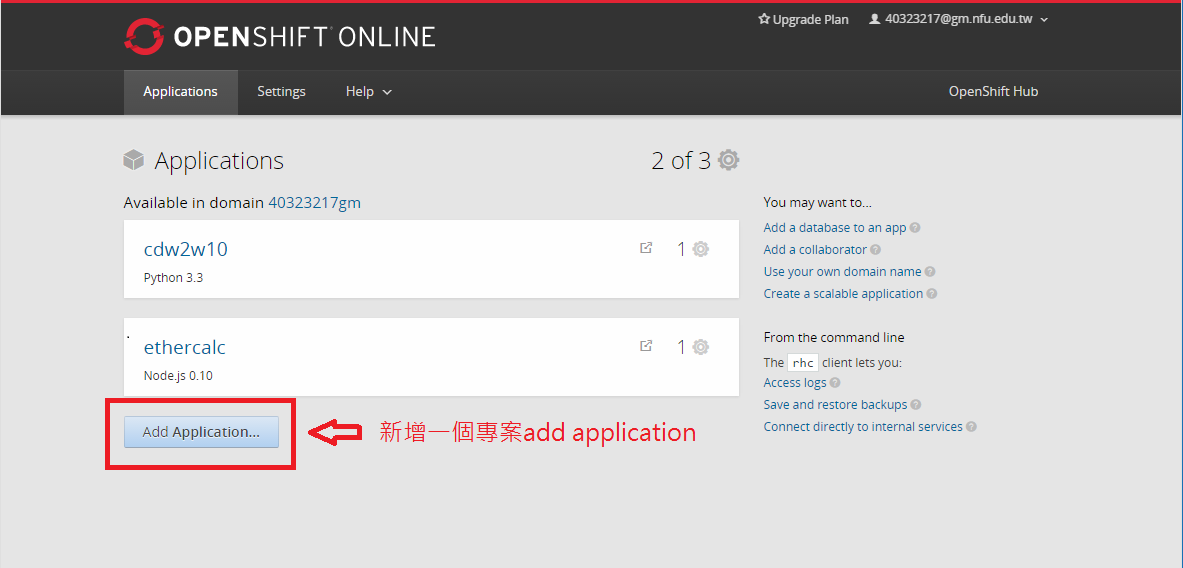 Upgrade Plan 40323217@gm.nfu.edu.tw
OPENSHIFT ONLINE
Applications Settings Help OpenShift Hub
Applications 2 of 3
Available in domain 40323217gm
cdw2w10 1
Python 3.3
ethercalc 1
Node.js 0.10
Add Application...
新增一個專案add application
You may want to...
Add a database to an app ?
Add a collaborator ?
Use your own domain name ?
Create a scalable application ?
From the command line
The rhc client lets you:
Access logs ?
Save and restore backups ?
Connect directly to internal services ?